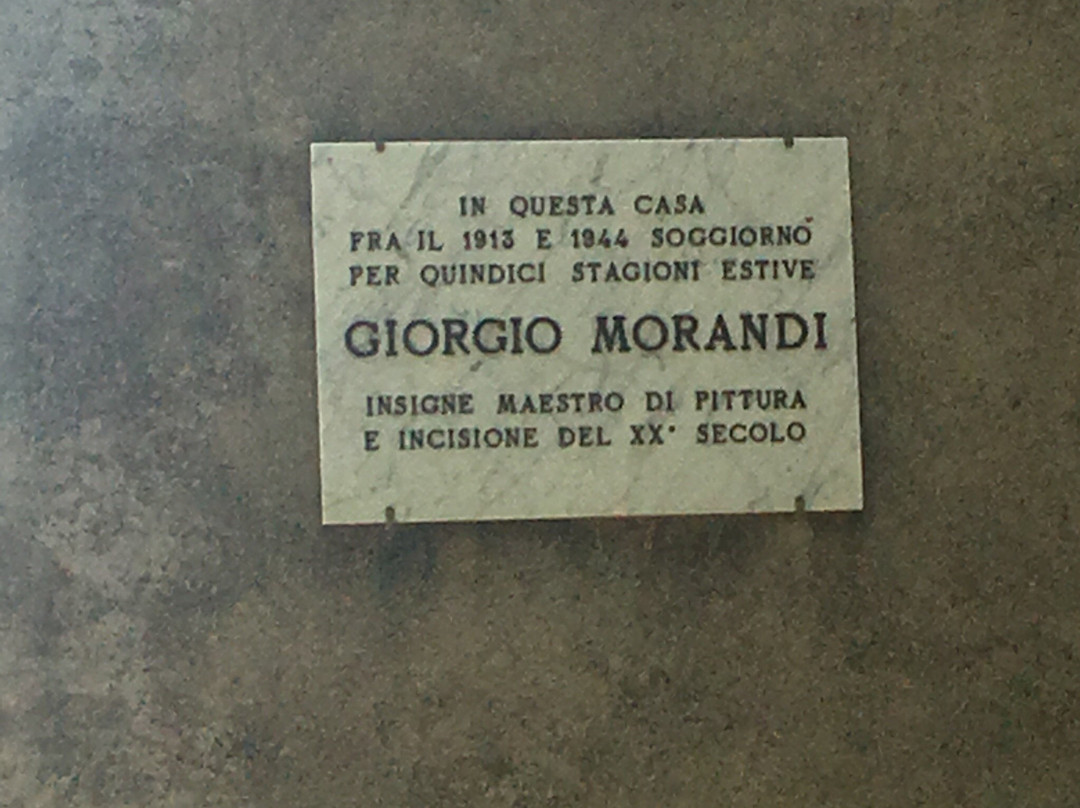 IN QUESTA CASA
FRA IL 1913 E 1944 SOGGIORNÒ
PER QUINDICI STAGIONI ESTIVE
GIORGIO MORANDI
INSIGNE MAESTRO DI PITTURA
E INCISIONE DEL XX° SECOLO